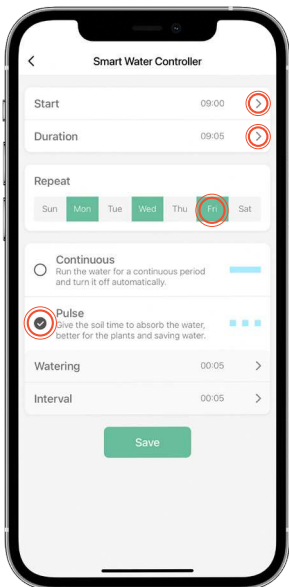 Smart Water Controller
Start 09:00
Duration 09:05
Repeat
Sun Mon Tue Wed Thu Fri Sat
Continuous
Run the water for a continuous period
and turn it off automatically.
Pulse
Give the soil time to absorb the water,
better for the plants and saving water.
Watering 00:05
Interval 00:05
Save